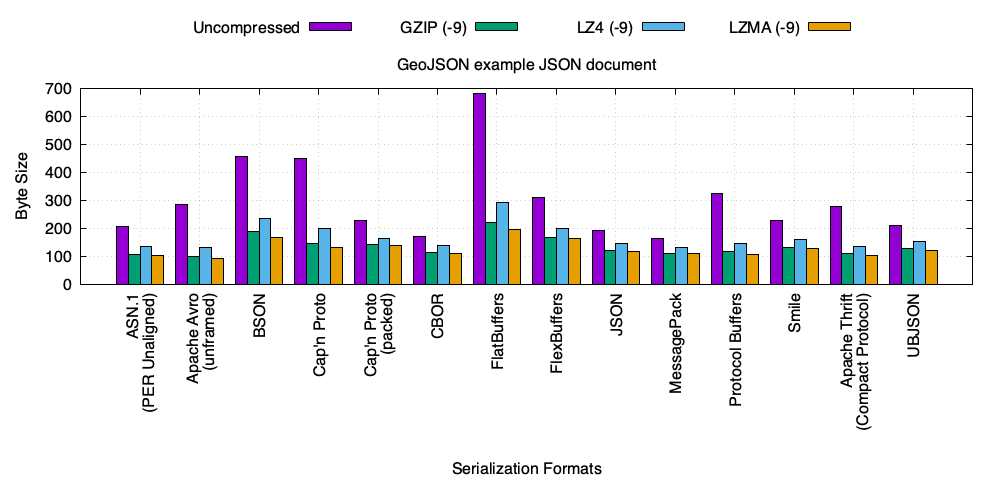 Uncompressed GZIP (-9) LZ4 (-9) LZMA (-9)
GeoJSON example JSON document
700
600
500
400
300
200
100
0
Byte Size
ASN.1
(PER Unaligned)
Apache Avro
(unframed)
BSON
Cap'n Proto
Cap'n Proto
(packed)
CBOR
FlatBuffers
FlexBuffers
JSON
MessagePack
Protocol Buffers
Smile
Apache Thrift
(Compact Protocol)
UBJSON
Serialization Formats